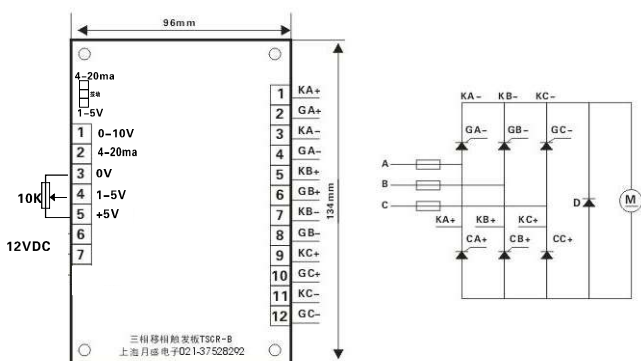 96mm
4-20ma
1-5V
1 0-10V
2 4-20ma
3 0V
4 1-5V
5 +5V
6
7
10K
12VDC
1 KA+
2 GA+
3 KA-
4 GA-
5 KB+
6 GB+
7 KB-
8 GB-
9 KC+
10 GC+
11 KC-
12 GC-
134mm
三相移相触发板TSCR-B
上海月盛电子021-37528292
KA- KB- KC-
GA- GB- GC-
A
B
C
D
M
KA+ KB+ KC+
CA+ CB+ CC+